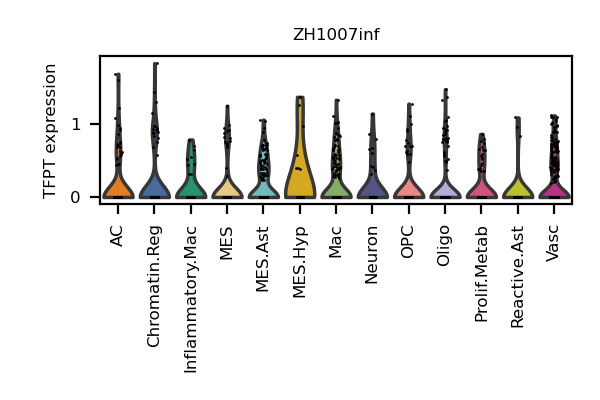 ZH1007inf
TFPT expression
1
0
AC
Chromatin.Reg
Inflammatory.Mac
MES
MES.Ast
MES.Hyp
Mac
Neuron
OPC
Oligo
Prolif.Metab
Reactive.Ast
Vasc